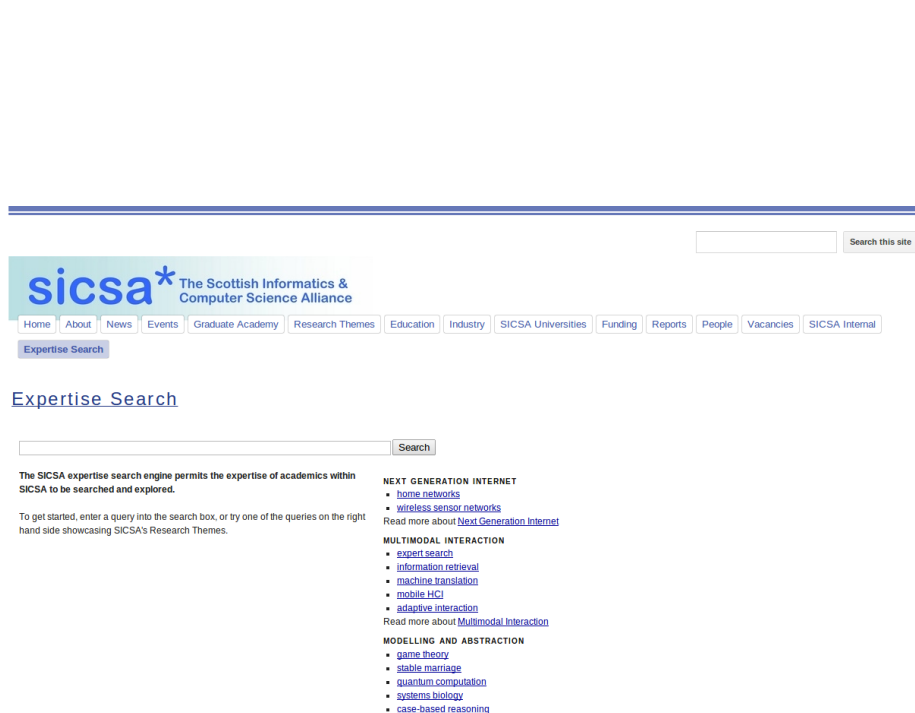 Search this site
sicsa* The Scottish Informatics &
Computer Science Alliance
Home About News Events Graduate Academy Research Themes Education Industry SICSA Universities Funding Reports People Vacancies SICSA Internal
Expertise Search
Expertise Search
Search
The SICSA expertise search engine permits the expertise of academics within
SICSA to be searched and explored.
To get started, enter a query into the search box, or try one of the queries on the right
hand side showcasing SICSA's Research Themes.
NEXT GENERATION INTERNET
home networks
wireless sensor networks
Read more about Next Generation Internet
MULTIMODAL INTERACTION
expert search
information retrieval
machine translation
mobile HCI
adaptive interaction
Read more about Multimodal Interaction
MODELLING AND ABSTRACTION
game theory
stable marriage
quantum computation
systems biology
case-based reasoning